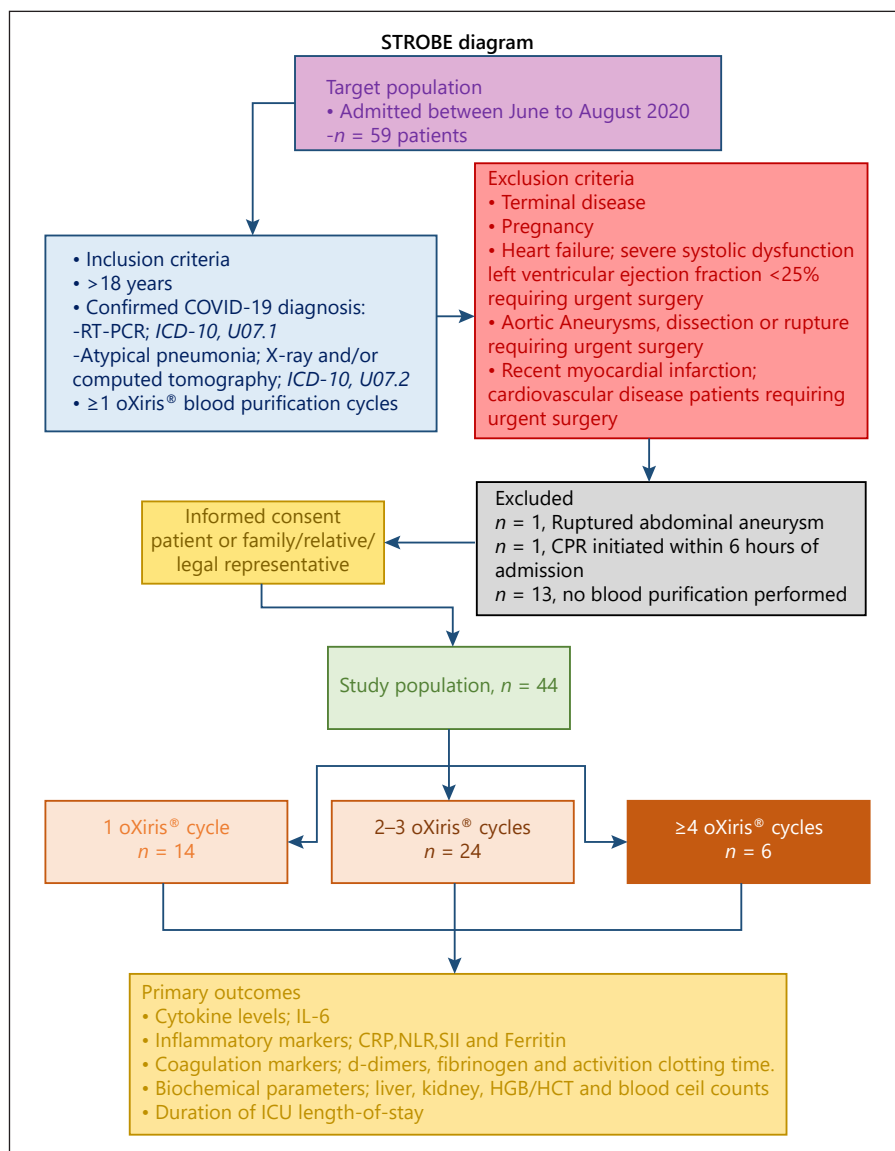 STROBE diagram
Target population
• Admitted between June to August 2020
-n = 59 patients
• Inclusion criteria
• >18 years
• Confirmed COVID-19 diagnosis:
-RT-PCR; ICD-10, U07.1
-Atypical pneumonia; X-ray and/or
computed tomography; ICD-10, U07.2
• ≥1 oXiris® blood purification cycles
Exclusion criteria
• Terminal disease
• Pregnancy
• Heart failure; severe systolic dysfunction
left ventricular ejection fraction <25%
requiring urgent surgery
• Aortic Aneurysms, dissection or rupture
requiring urgent surgery
• Recent myocardial infarction;
cardiovascular disease patients requiring
urgent surgery
Excluded
n = 1, Ruptured abdominal aneurysm
n = 1, CPR initiated within 6 hours of
admission
n = 13, no blood purification performed
Informed consent
patient or family/relative/
legal representative
Study population, n = 44
1 oXiris® cycle
n = 14
2–3 oXiris® cycles
n = 24
≥4 oXiris® cycles
n = 6
Primary outcomes
• Cytokine levels; IL-6
• Inflammatory markers; CRP,NLR,SII and Ferritin
• Coagulation markers; d-dimers, fibrinogen and activition clotting time.
• Biochemical parameters; liver, kidney, HGB/HCT and blood ceil counts
• Duration of ICU length-of-stay